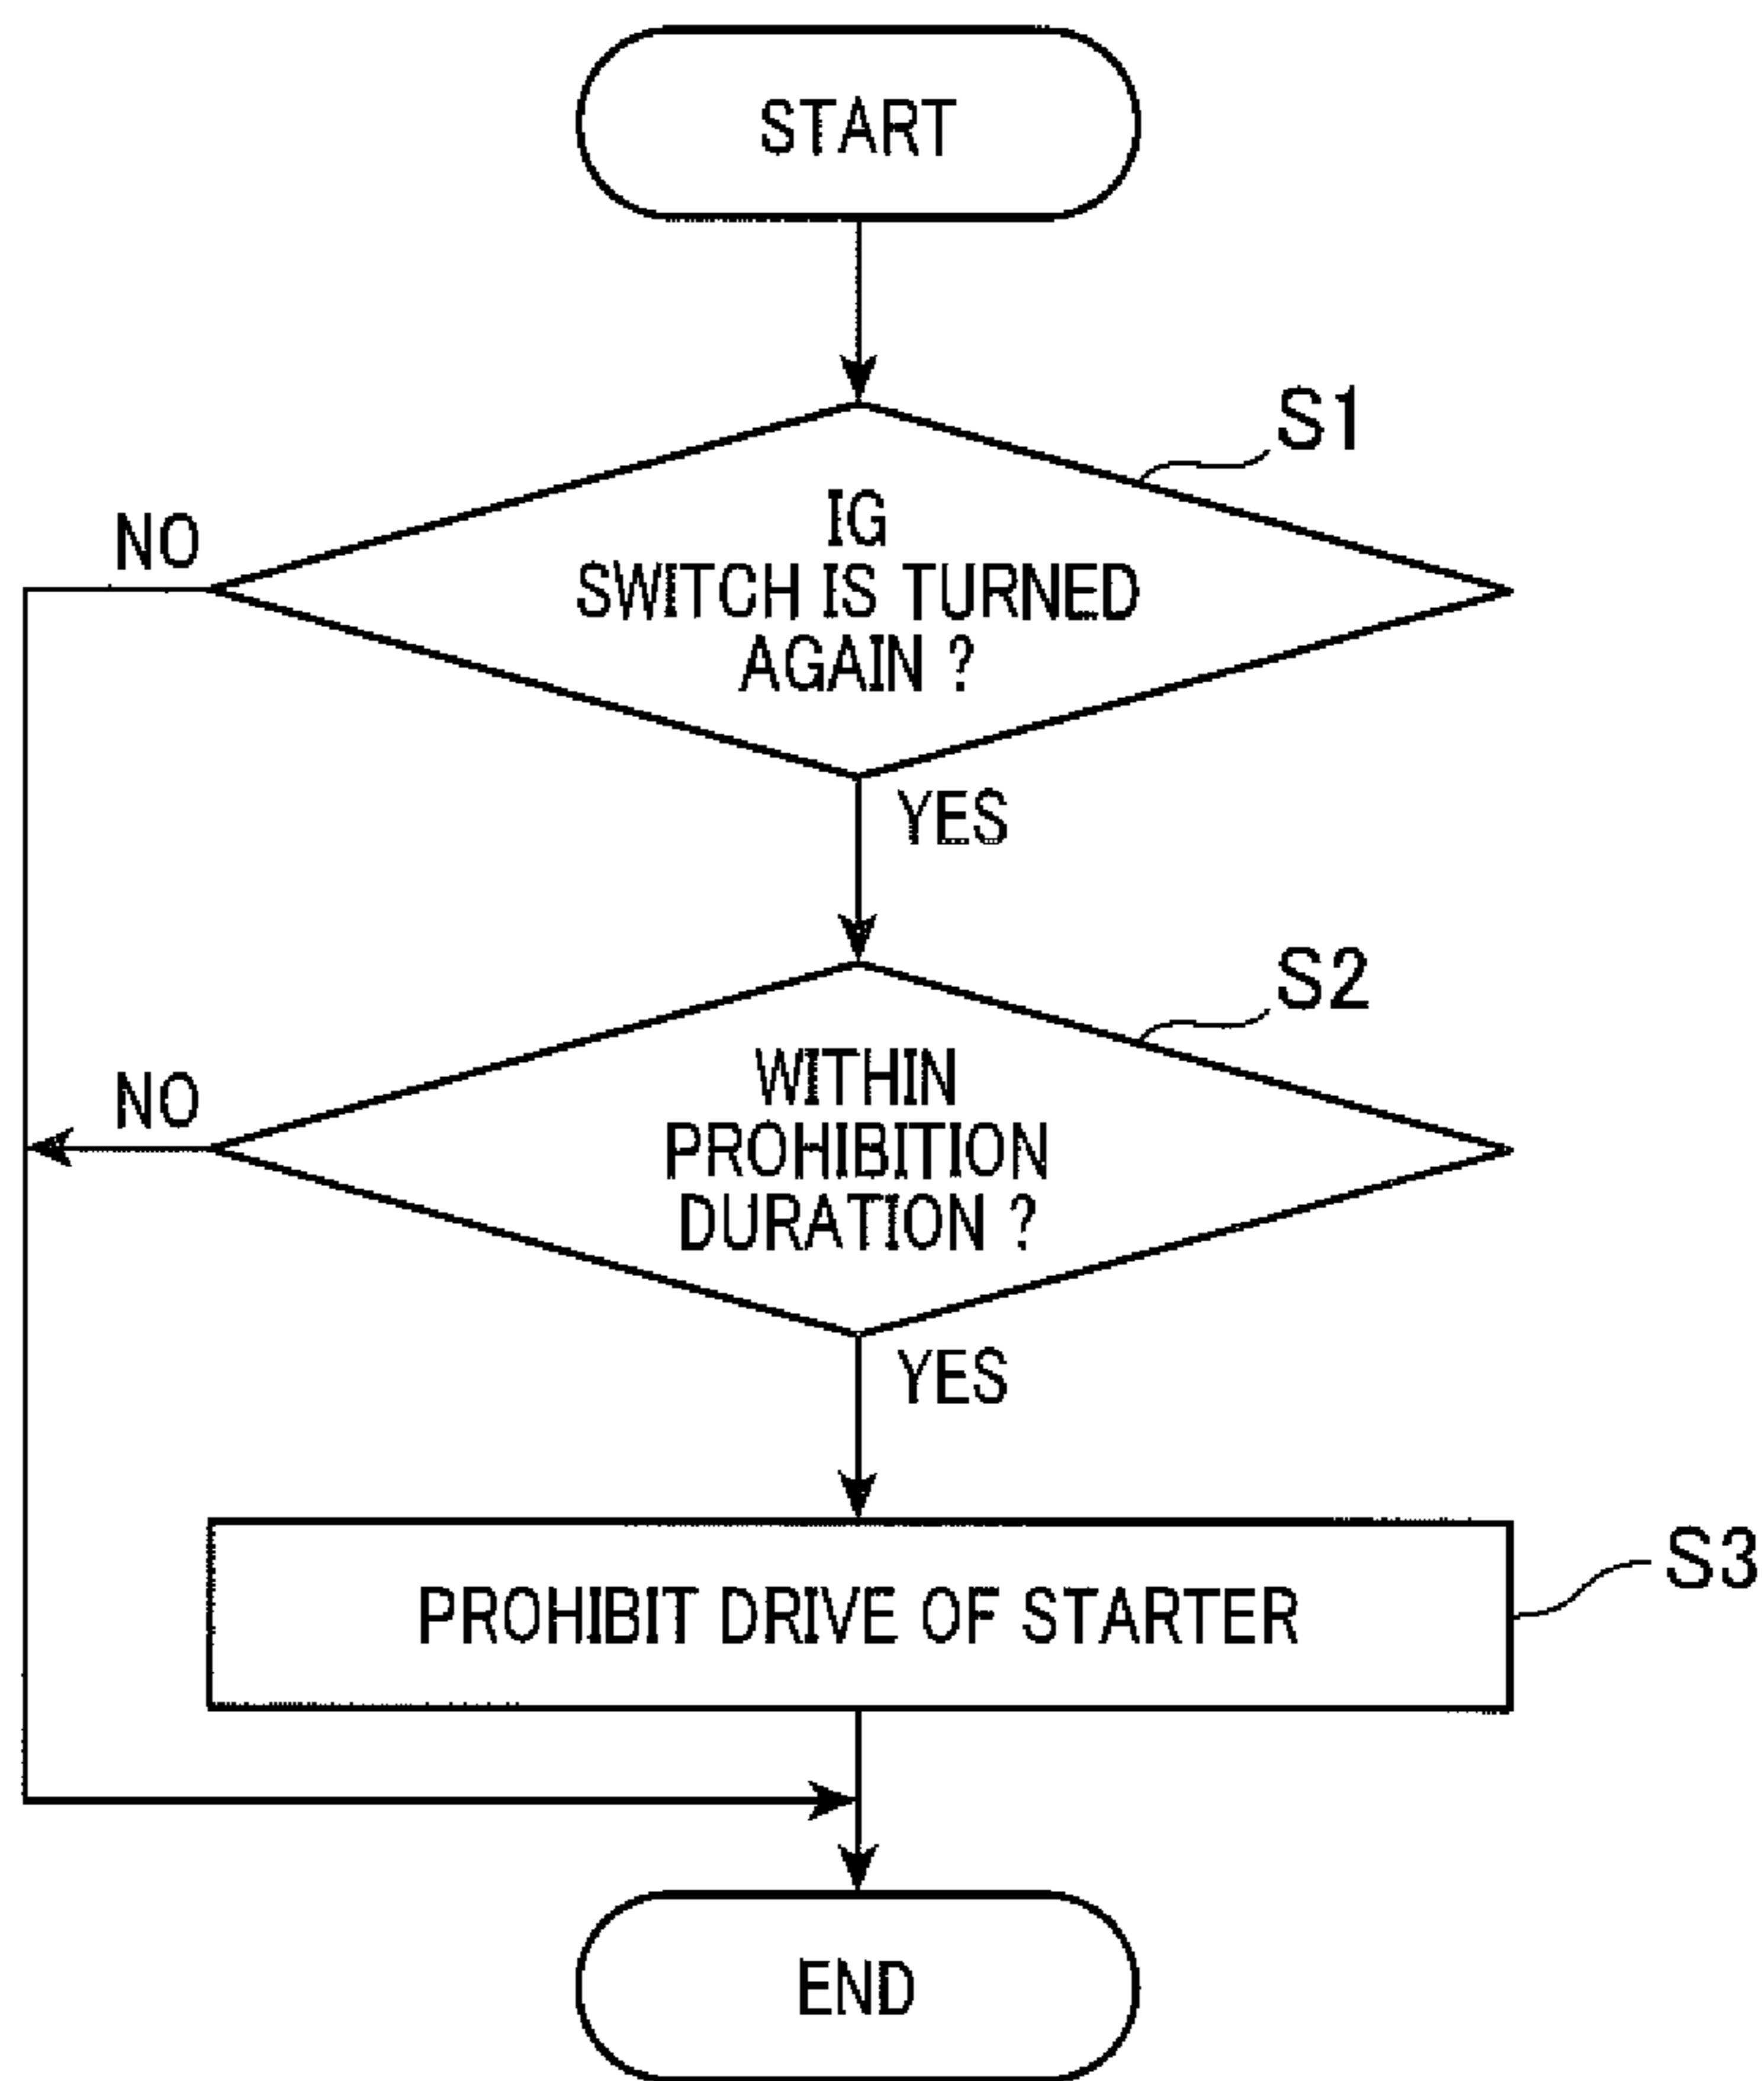 START
S1
IG
NO
SWITCH IS TURNED
AGAIN ?
YES
S2
WITHIN
NO
PROHIBITION
DURATION ?
YES
PROHIBIT DRIVE OF STARTER
S3
END